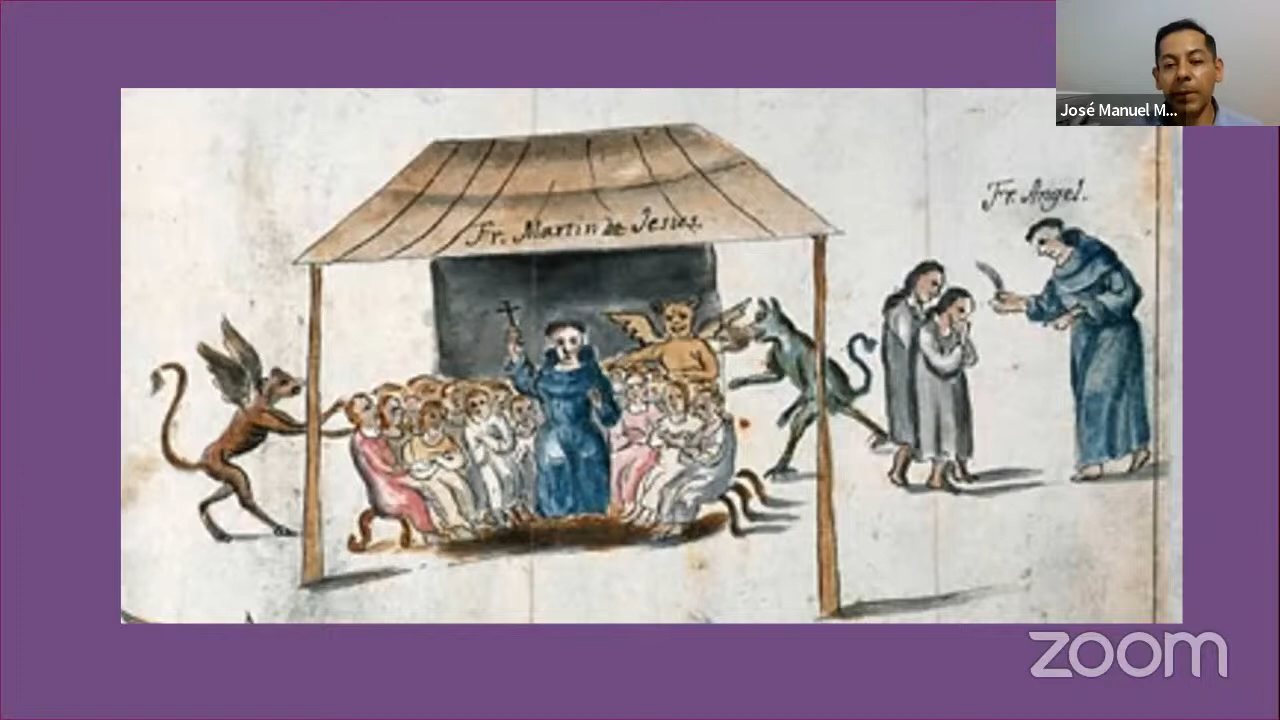 José Manuel M...
Fr. Angel.
Fr. Martin de Jesus.
zoom